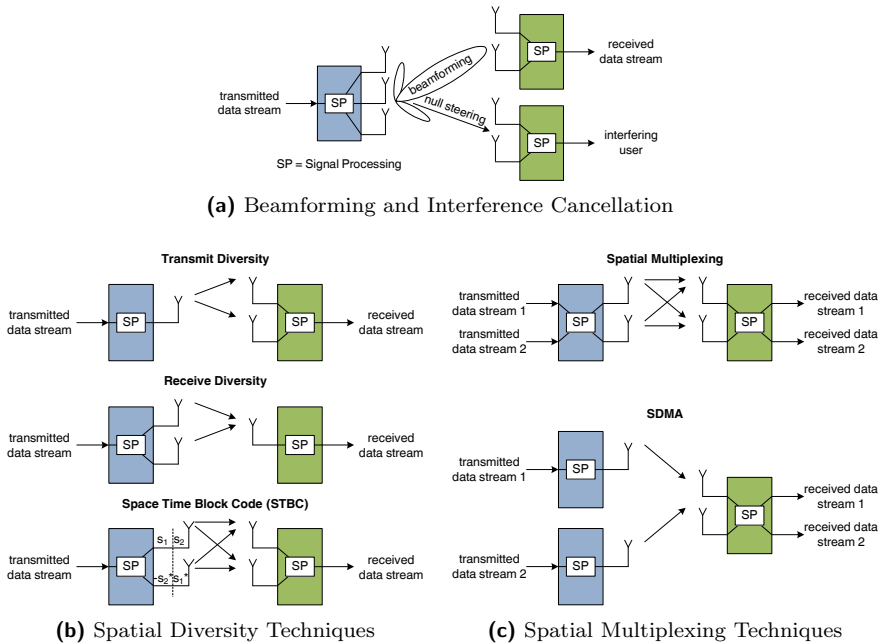 SP
received
data stream
beamforming
transmitted
data stream
SP
null steering
SP
interfering
user
SP = Signal Processing
(a) Beamforming and Interference Cancellation
Transmit Diversity
transmitted
data stream
SP
SP
received
data stream
Receive Diversity
transmitted
data stream
SP
SP
received
data stream
Space Time Block Code (STBC)
s1 s2
transmitted
data stream
SP
SP
received
data stream
-s2* s1*
(b) Spatial Diversity Techniques
Spatial Multiplexing
transmitted
data stream 1
transmitted
data stream 2
SP
SP
received data
stream 1
received data
stream 2
SDMA
transmitted
data stream 1
SP
transmitted
data stream 2
SP
SP
received data
stream 1
received data
stream 2
(c) Spatial Multiplexing Techniques